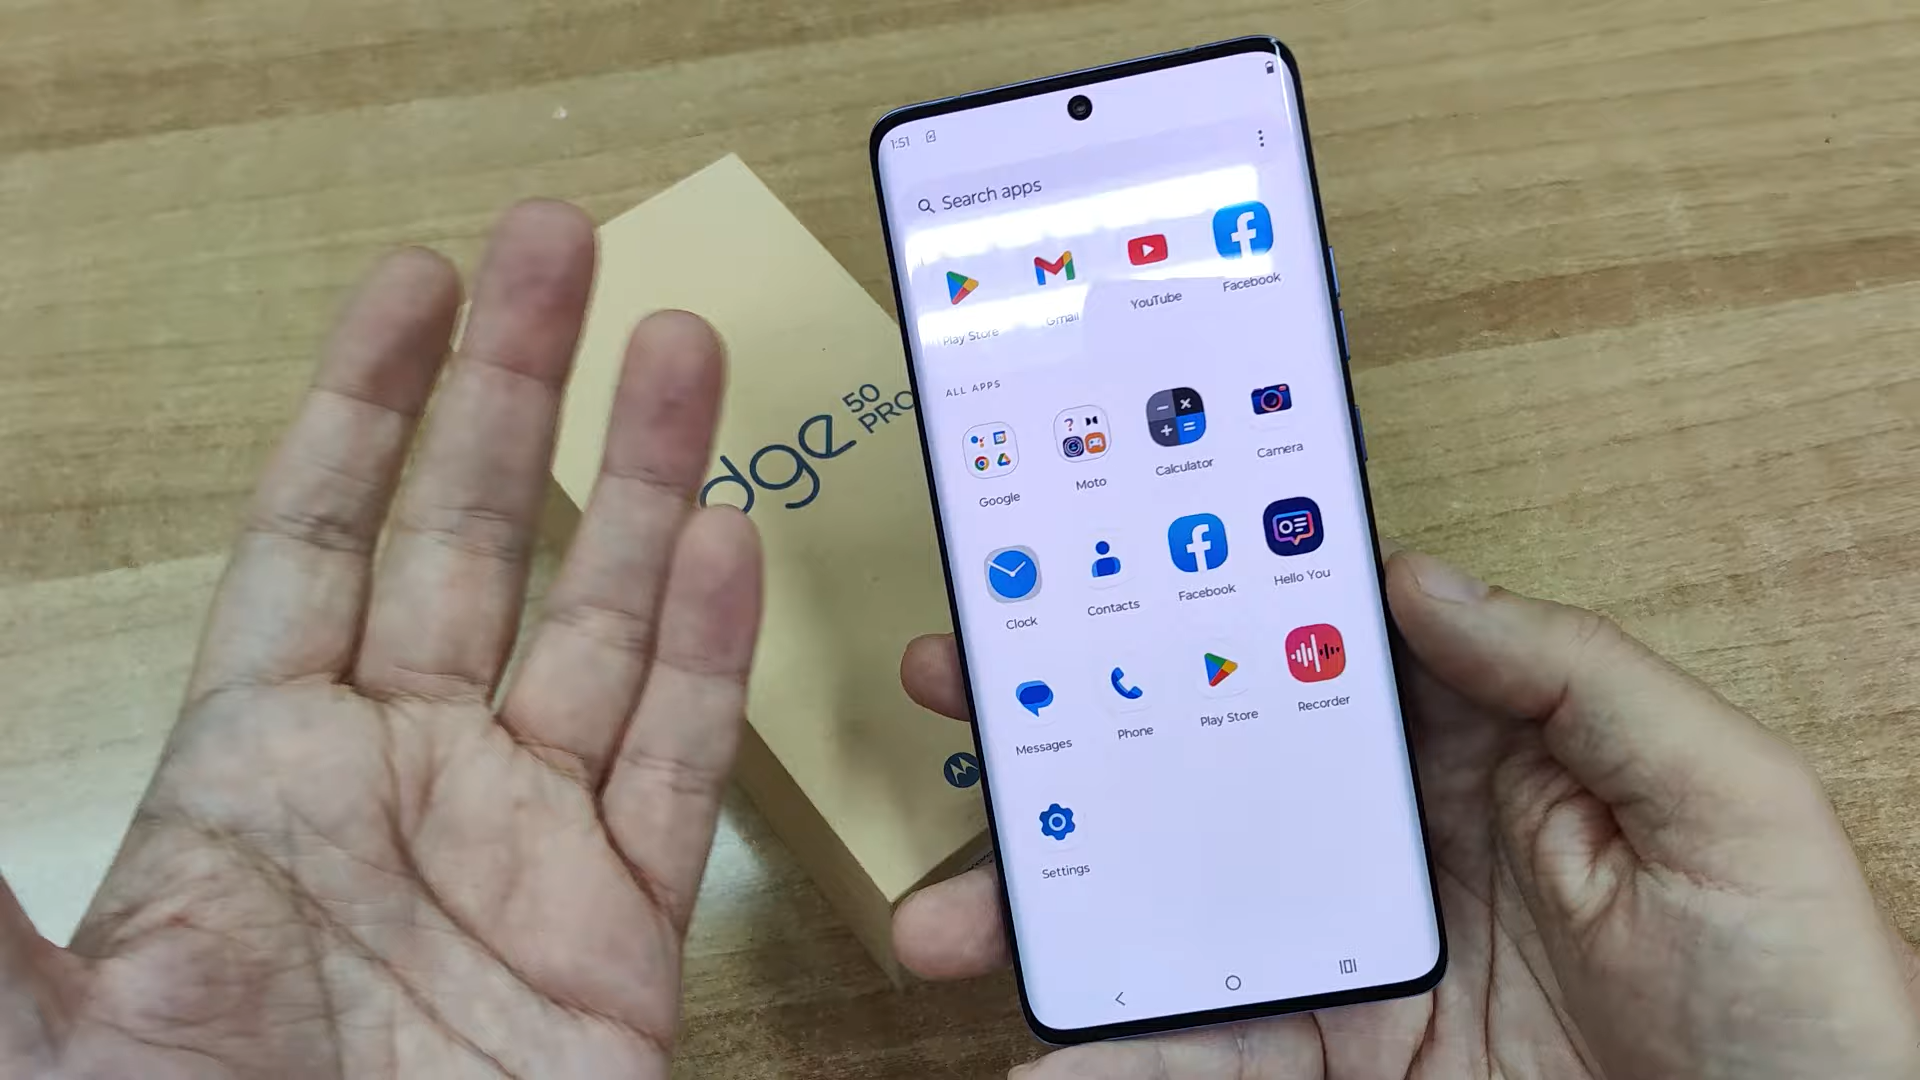 1:51
Search apps
Play Store
Gmail
YouTube
Facebook
ALL APPS
Google
Moto
Calculator
Camera
Clock
Contacts
Facebook
Hello You
Messages
Phone
Play Store
Recorder
Settings
dge 50 PRO